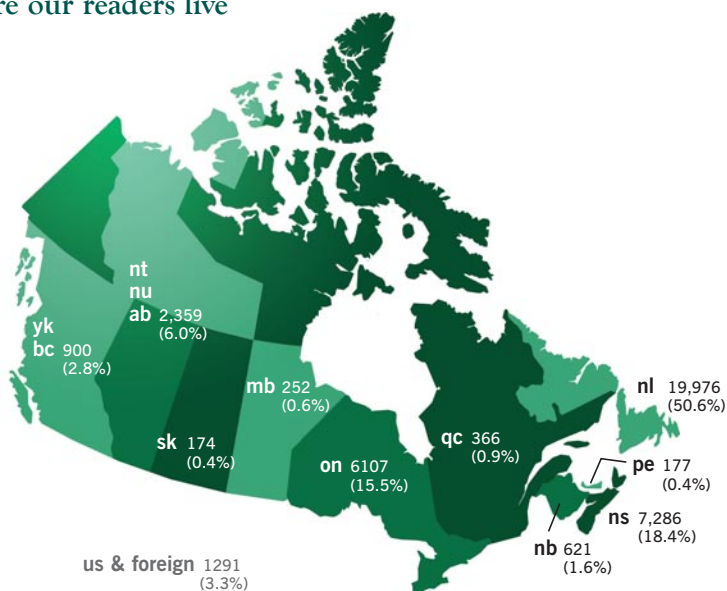 re our readers live
nt
nu
ab 2,359
(6.0%)
yk
bc 900
(2.8%)
mb 252
(0.6%)
nl 19,976
(50.6%)
sk 174
(0.4%)
on 6107
(15.5%)
qc 366
(0.9%)
pe 177
(0.4%)
ns 7,286
(18.4%)
nb 621
(1.6%)
us & foreign 1291
(3.3%)